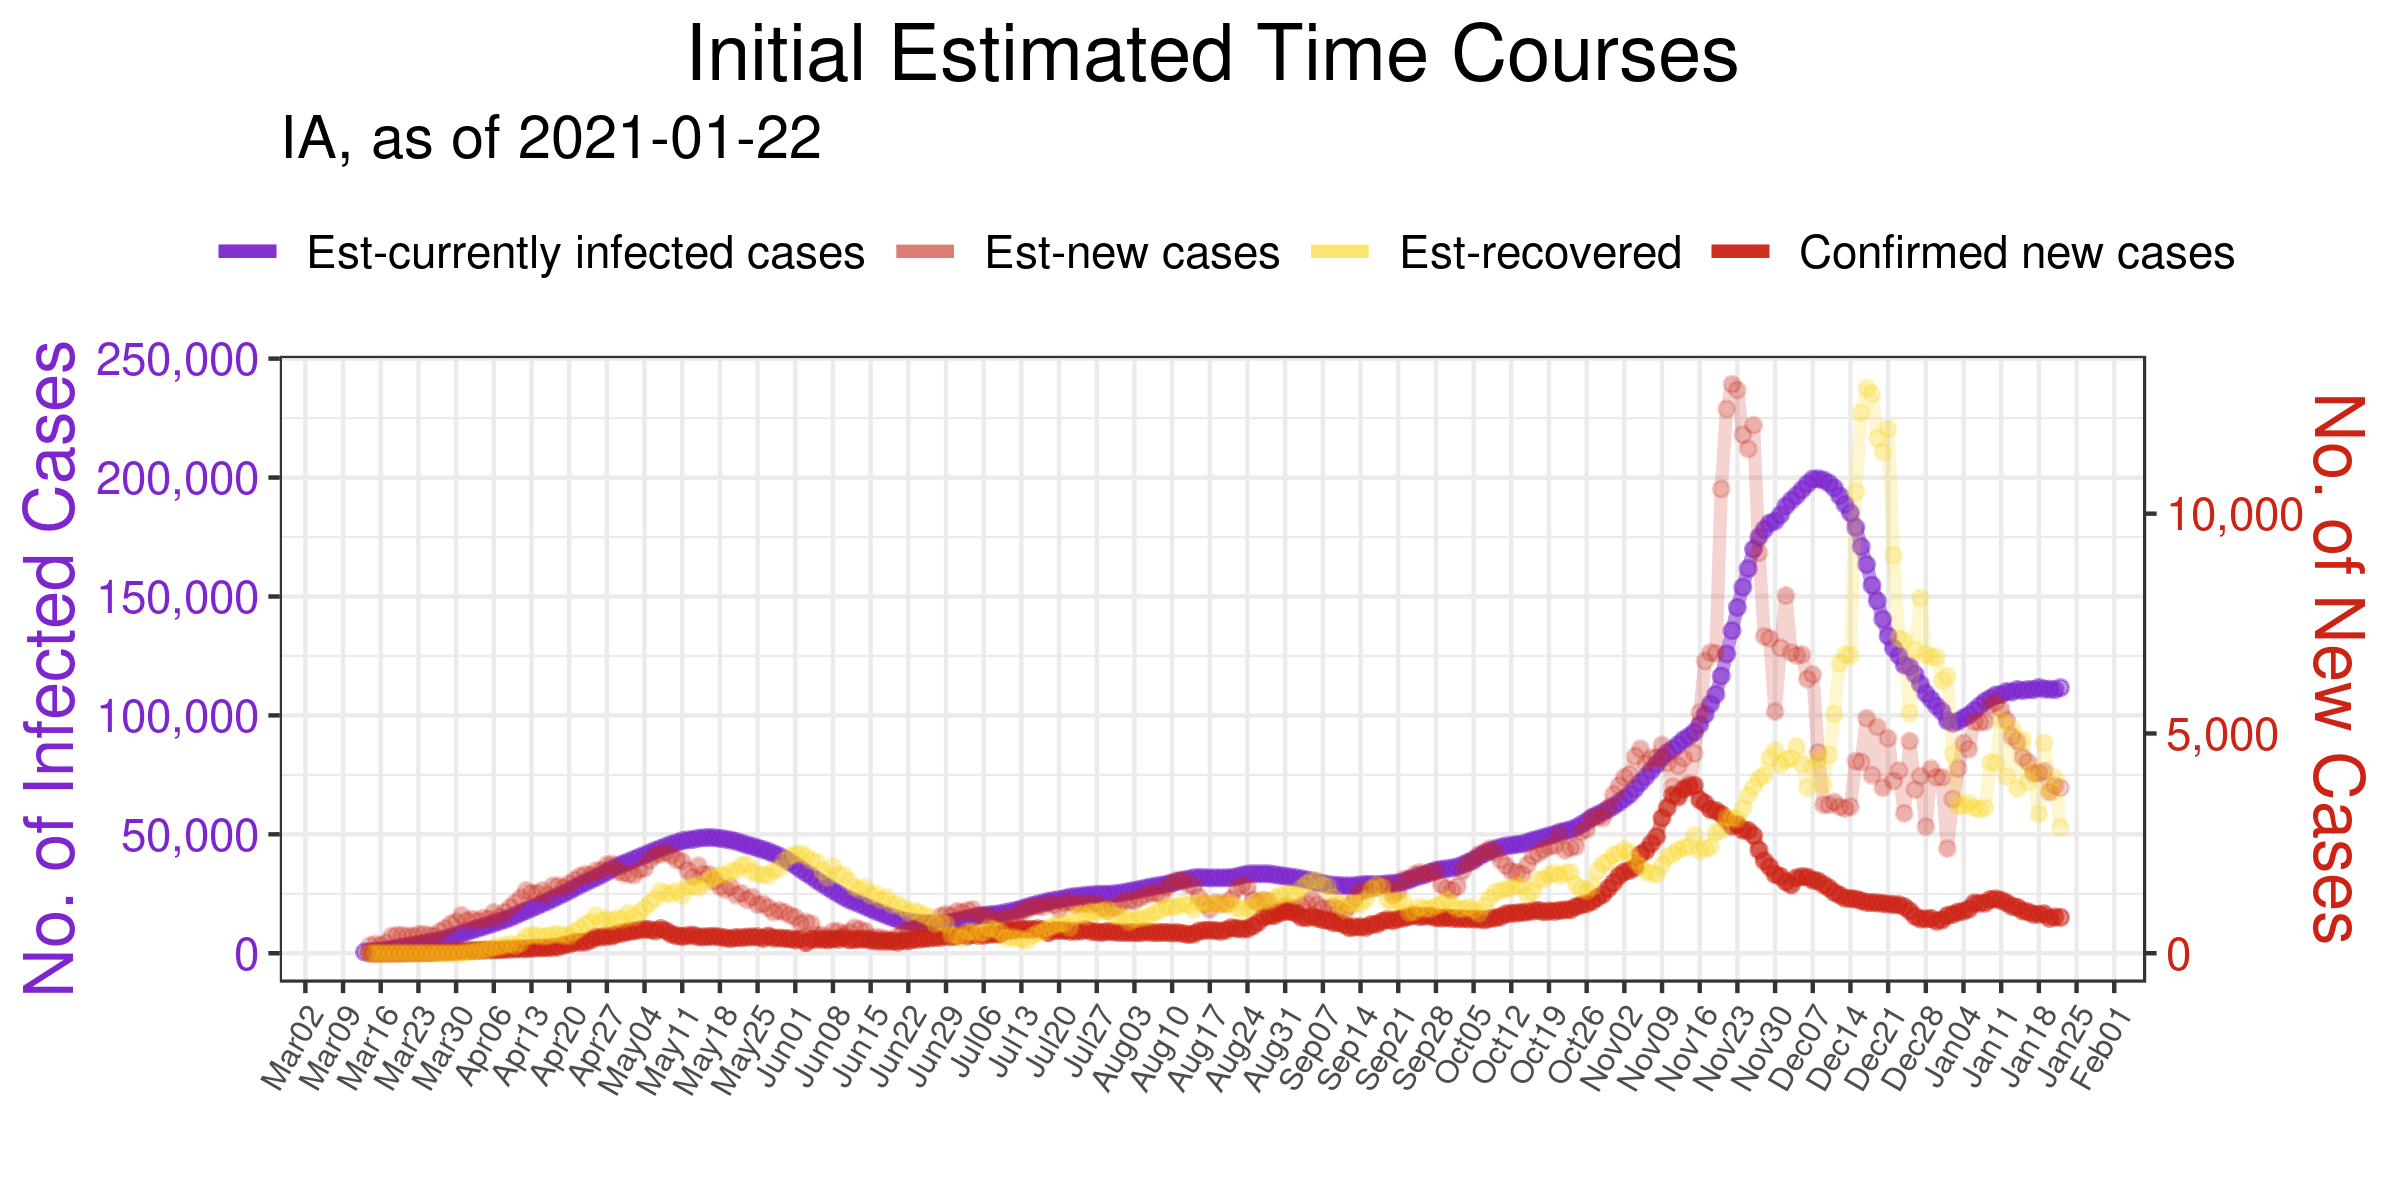 Initial Estimated Time Courses
IA, as of 2021-01-22
Est-currently infected cases Est-new cases Est-recovered Confirmed new cases
No. of Infected Cases
250,000
200,000
150,000
100,000
50,000
0
10,000
5,000
0
No. of New Cases
Mar02 Mar09 Mar16 Mar23 Mar30 Apr06 Apr13 Apr20 Apr27 May04 May11 May18 May25 Jun01 Jun08 Jun15 Jun22 Jun29 Jul06 Jul13 Jul20 Jul27 Aug03 Aug10 Aug17 Aug24 Aug31 Sep07 Sep14 Sep21 Sep28 Oct05 Oct12 Oct19 Oct26 Nov02 Nov09 Nov16 Nov23 Nov30 Dec07 Dec14 Dec21 Dec28 Jan04 Jan11 Jan18 Jan25 Feb01